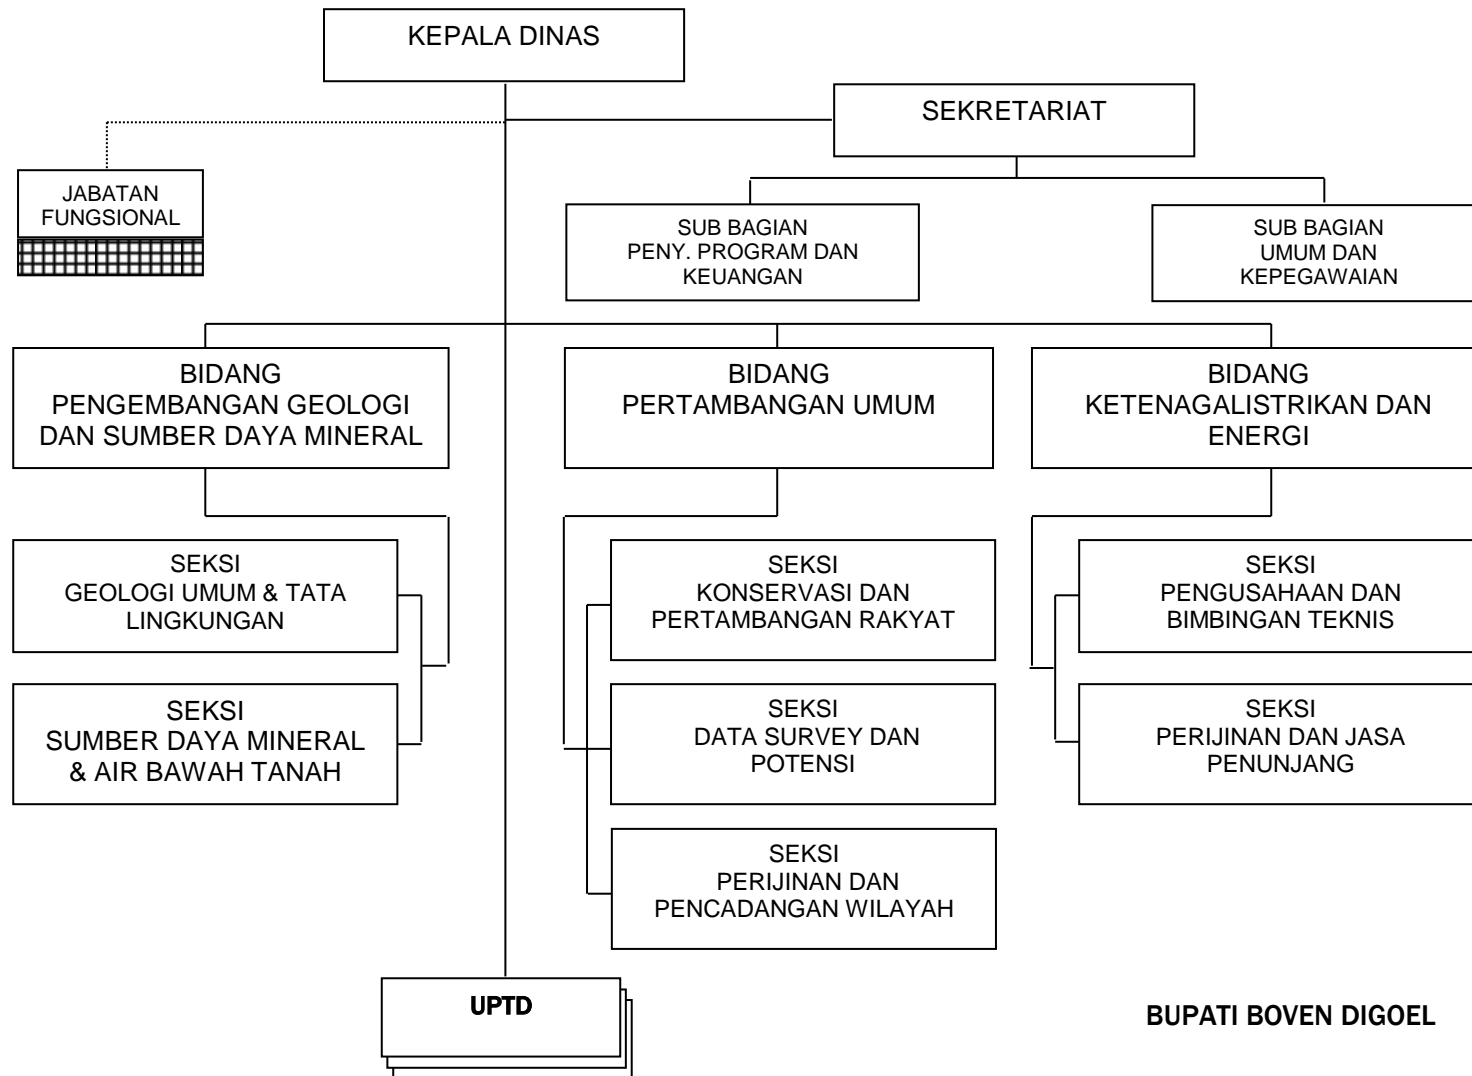 KEPALA DINAS
SEKRETARIAT
JABATAN
FUNGSIONAL
SUB BAGIAN
PENY. PROGRAM DAN
KEUANGAN
SUB BAGIAN
UMUM DAN
KEPEGAWAIAN
BIDANG
PENGEMBANGAN GEOLOGI
DAN SUMBER DAYA MINERAL
BIDANG
PERTAMBANGAN UMUM
BIDANG
KETENAGALISTRIKAN DAN
ENERGI
SEKSI
GEOLOGI UMUM & TATA
LINGKUNGAN
SEKSI
KONSERVASI DAN
PERTAMBANGAN RAKYAT
SEKSI
PENGUSAHAAN DAN
BIMBINGAN TEKNIS
SEKSI
SUMBER DAYA MINERAL
& AIR BAWAH TANAH
SEKSI
DATA SURVEY DAN
POTENSI
SEKSI
PERIJINAN DAN JASA
PENUNJANG
SEKSI
PERIJINAN DAN
PENCADANGAN WILAYAH
UPTD
BUPATI BOVEN DIGOEL